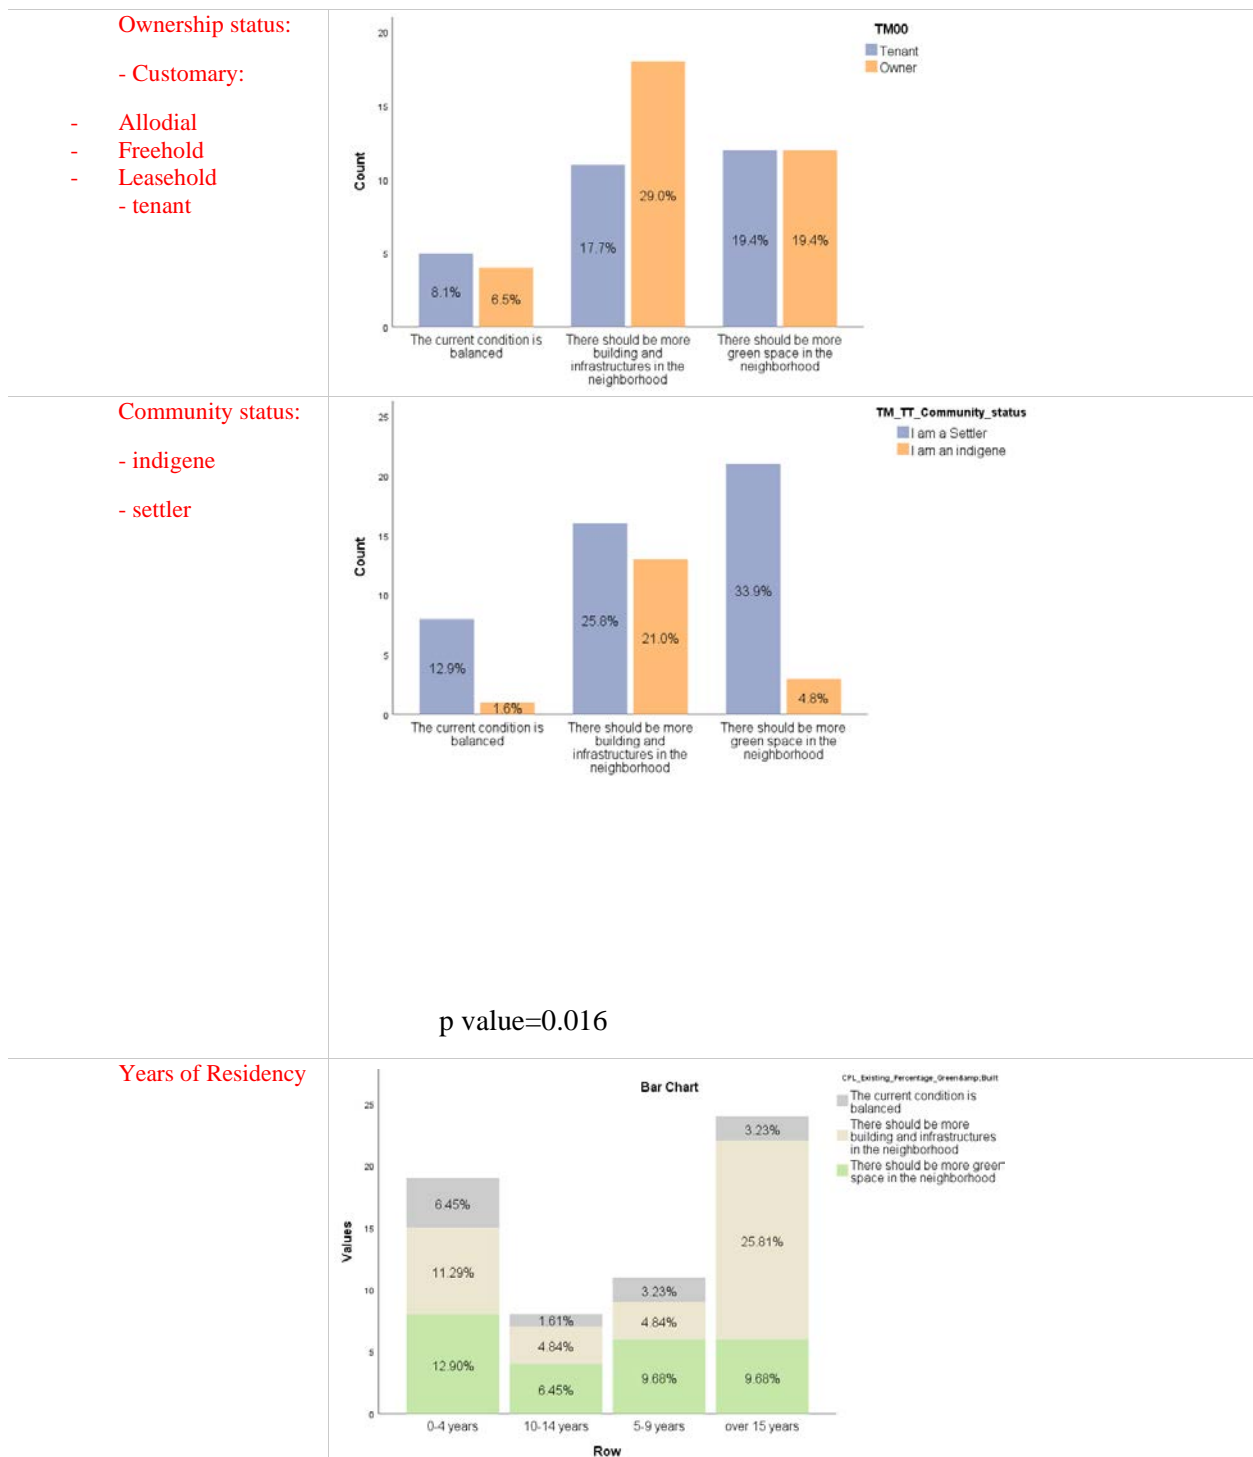 Ownership status:
- Customary:
- Allodial
- Freehold
- Leasehold
- tenant
TM00
Tenant
Owner
Count
20
15
10
5
0
8.1%
6.5%
17.7%
29.0%
19.4%
19.4%
The current condition is
balanced
There should be more
building and
infrastructures in the
neighborhood
There should be more
green space in the
neighborhood
Community status:
- indigene
- settler
TM_TT_Community_status
I am a Settler
I am an indigene
Count
25
20
15
10
5
0
12.9%
1.6%
25.8%
21.0%
33.9%
4.8%
The current condition is
balanced
There should be more
building and
infrastructures in the
neighborhood
There should be more
green space in the
neighborhood
p value=0.016
Years of Residency
Bar Chart
CPL_Existing_Percentage_Green&amp;Built
The current condition is
balanced
There should be more
building and infrastructures
in the neighborhood
There should be more green
space in the neighborhood
Values
25
20
15
10
5
0
6.45%
11.29%
12.90%
1.61%
4.84%
6.45%
3.23%
4.84%
9.68%
3.23%
25.81%
9.68%
0-4 years
10-14 years
5-9 years
over 15 years
Row